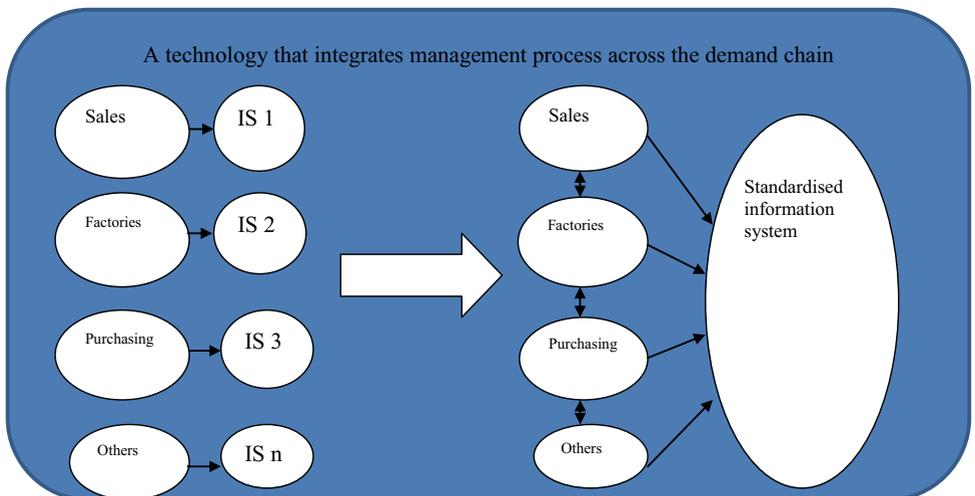 A technology that integrates management process across the demand chain
Sales
IS 1
Factories
IS 2
Purchasing
IS 3
Others
IS n
Sales
Factories
Purchasing
Others
Standardised
information
system